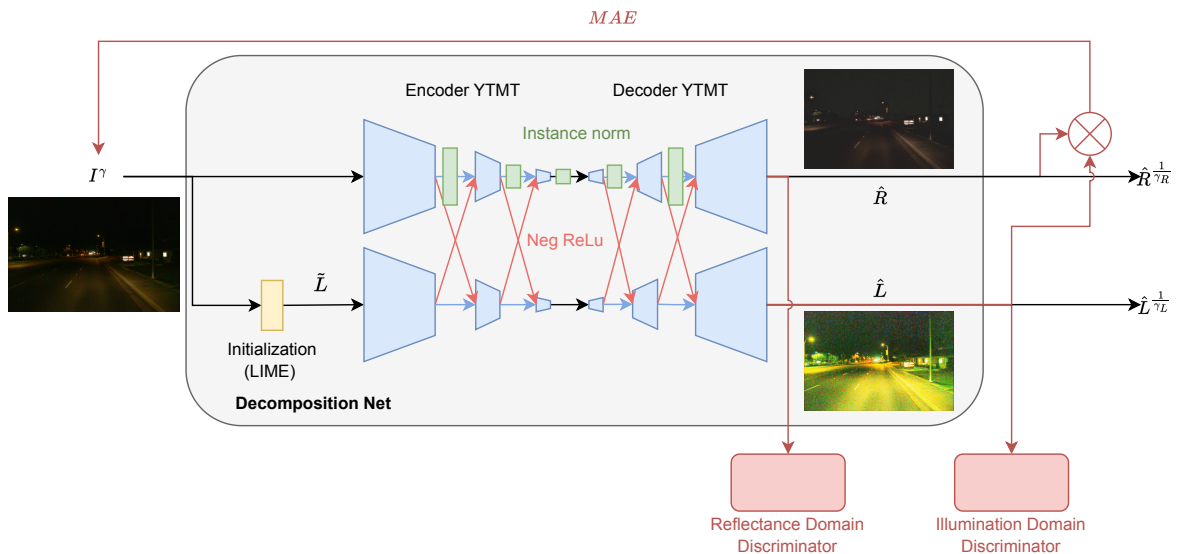 MAE
Encoder YTMT
Decoder YTMT
Instance norm
I^γ
R̂
R̂^{1/γ_R}
Neg ReLu
L̃
L̂
L̂^{1/γ_L}
Initialization
(LIME)
Decomposition Net
Reflectance Domain
Discriminator
Illumination Domain
Discriminator